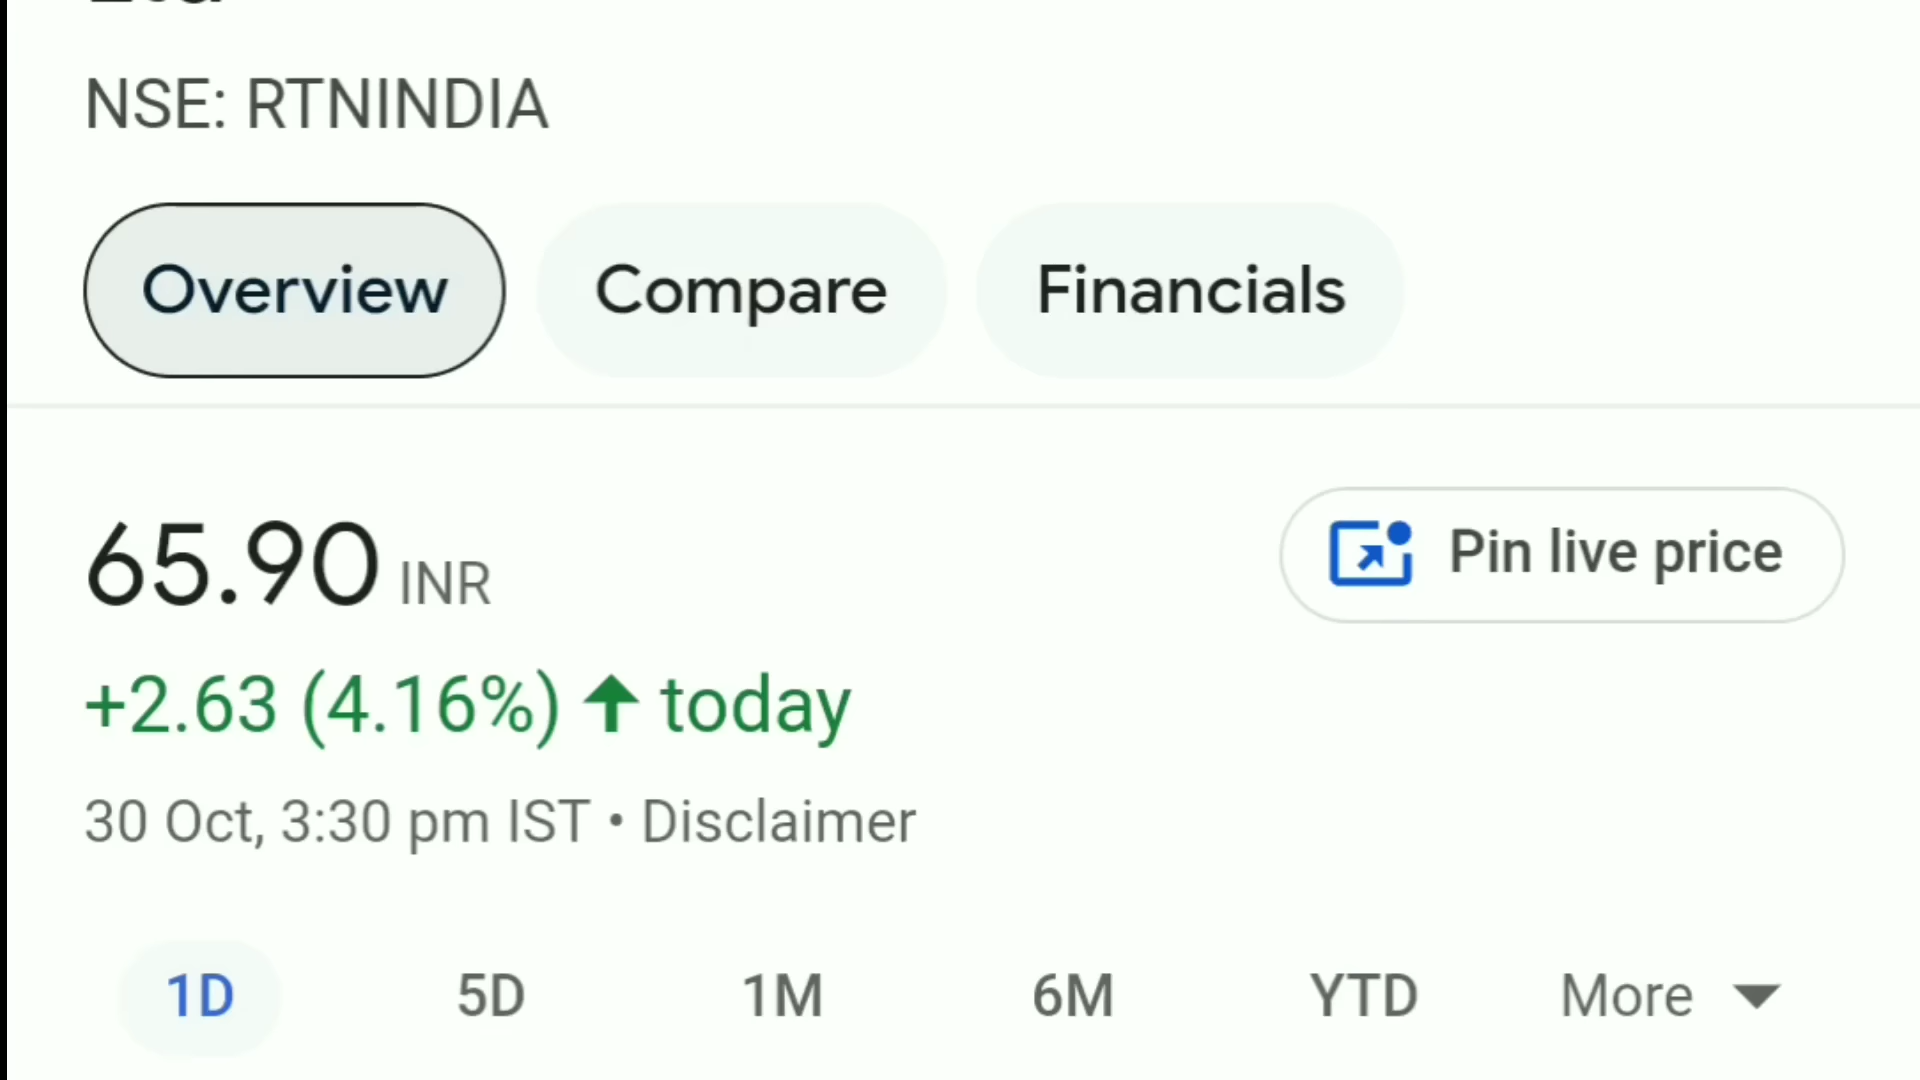 NSE: RTNINDIA
Overview Compare Financials
65.90 INR
Pin live price
+2.63 (4.16%) ↑ today
30 Oct, 3:30 pm IST • Disclaimer
1D 5D 1M 6M YTD More